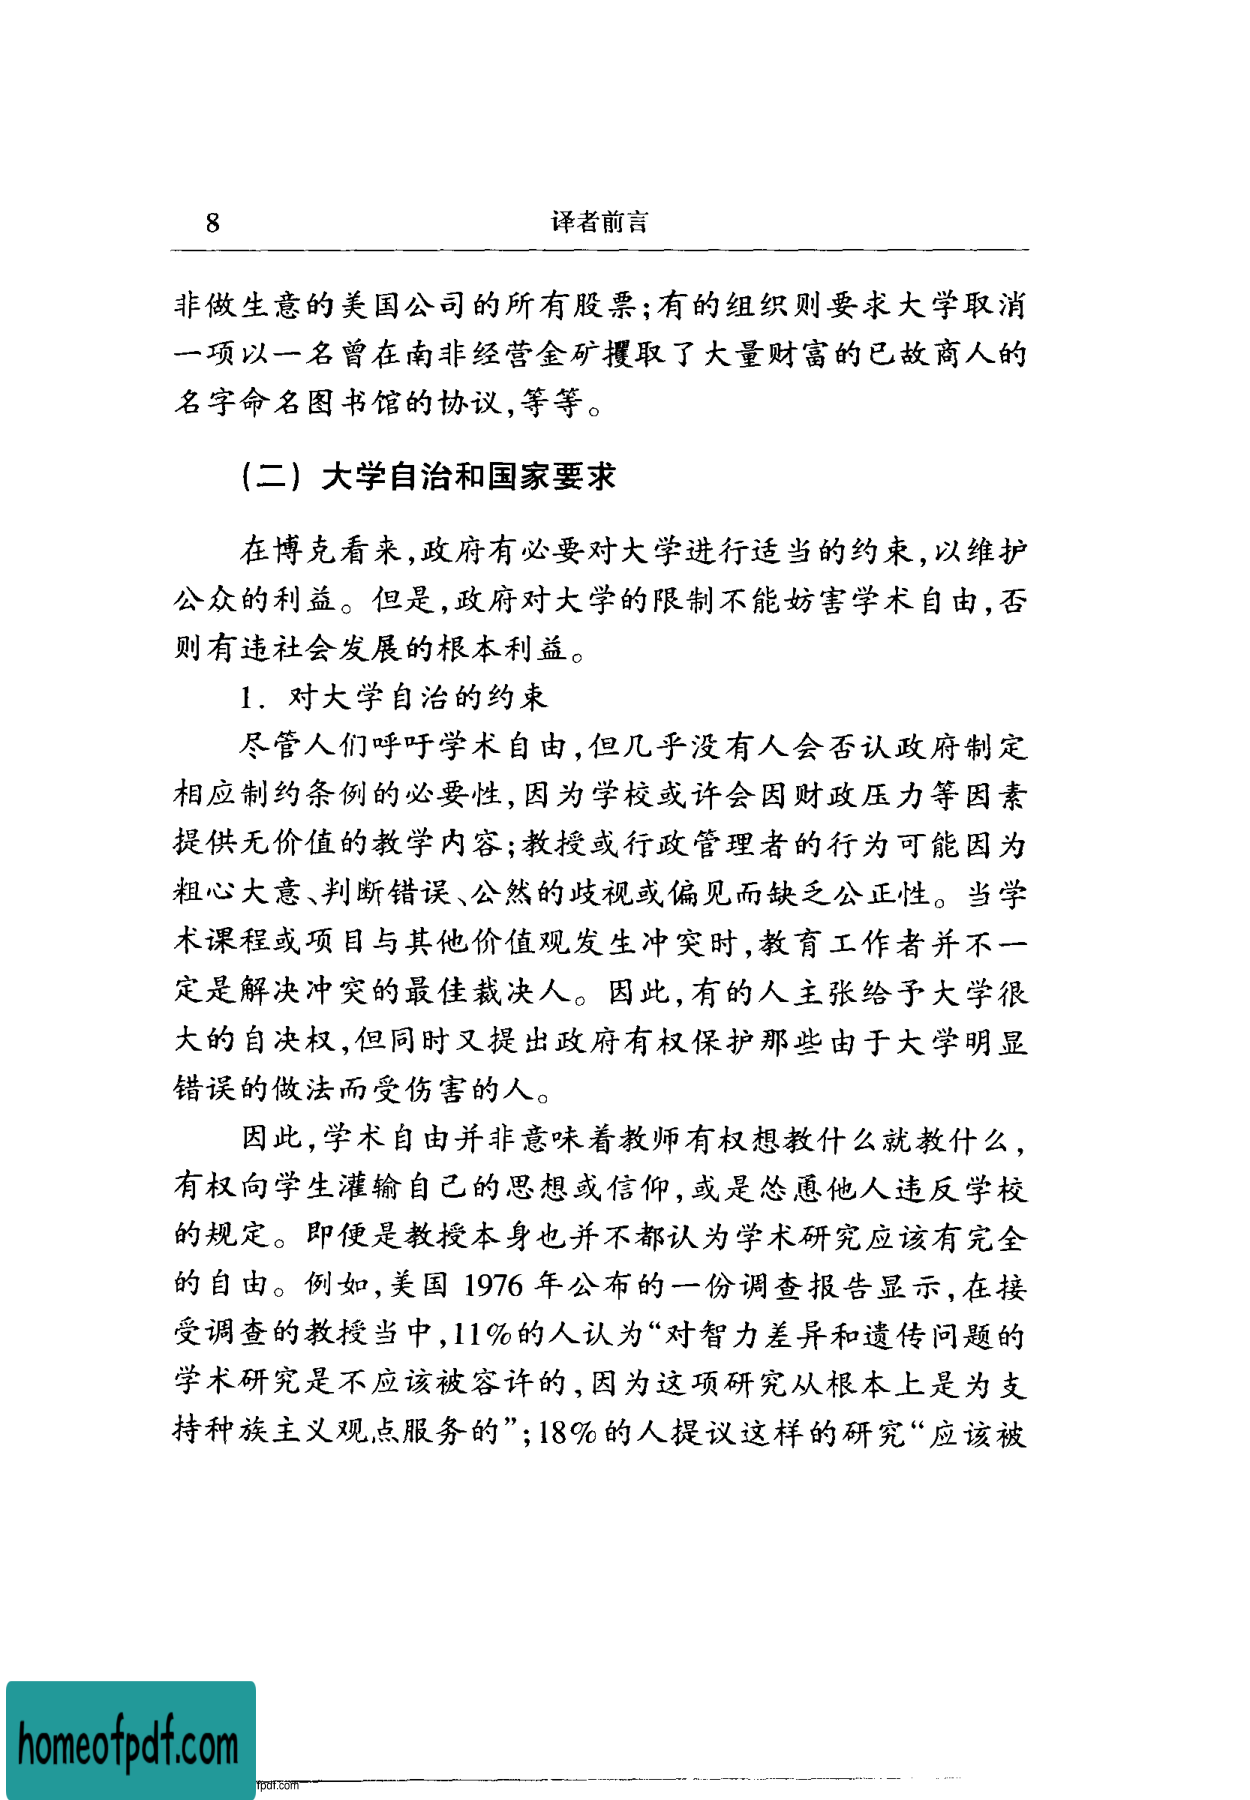 8 译者前言
非做生意的美国公司的所有股票;有的组织则要求大学取消
一项以一名曾在南非经营金矿攫取了大量财富的已故商人的
名字命名图书馆的协议,等等。
(二) 大学自治和国家要求
在博克看来,政府有必要对大学进行适当的约束,以维护
公众的利益。但是,政府对大学的限制不能妨害学术自由,否
则有违社会发展的根本利益。
1. 对大学自治的约束
尽管人们呼吁学术自由,但几乎没有人会否认政府制定
相应制约条例的必要性,因为学校或许会因财政压力等因素
提供无价值的教学内容;教授或行政管理者的行为可能因为
粗心大意、判断错误、公然的歧视或偏见而缺乏公正性。当学
术课程或项目与其他价值观发生冲突时,教育工作者并不一
定是解决冲突的最佳裁决人。因此,有的人主张给予大学很
大的自决权,但同时又提出政府有权保护那些由于大学明显
错误的做法而受伤害的人。
因此,学术自由并非意味着教师有权想教什么就教什么,
有权向学生灌输自己的思想或信仰,或是怂恿他人违反学校
的规定。即便是教授本身也并不都认为学术研究应该有完全
的自由。例如,美国 1976 年公布的一份调查报告显示,在接
受调查的教授当中,11%的人认为“对智力差异和遗传问题的
学术研究是不应该被容许的,因为这项研究从根本上是为支
持种族主义观点服务的”;18%的人提议这样的研究“应该被
homeofpdf.com
fpdf.com